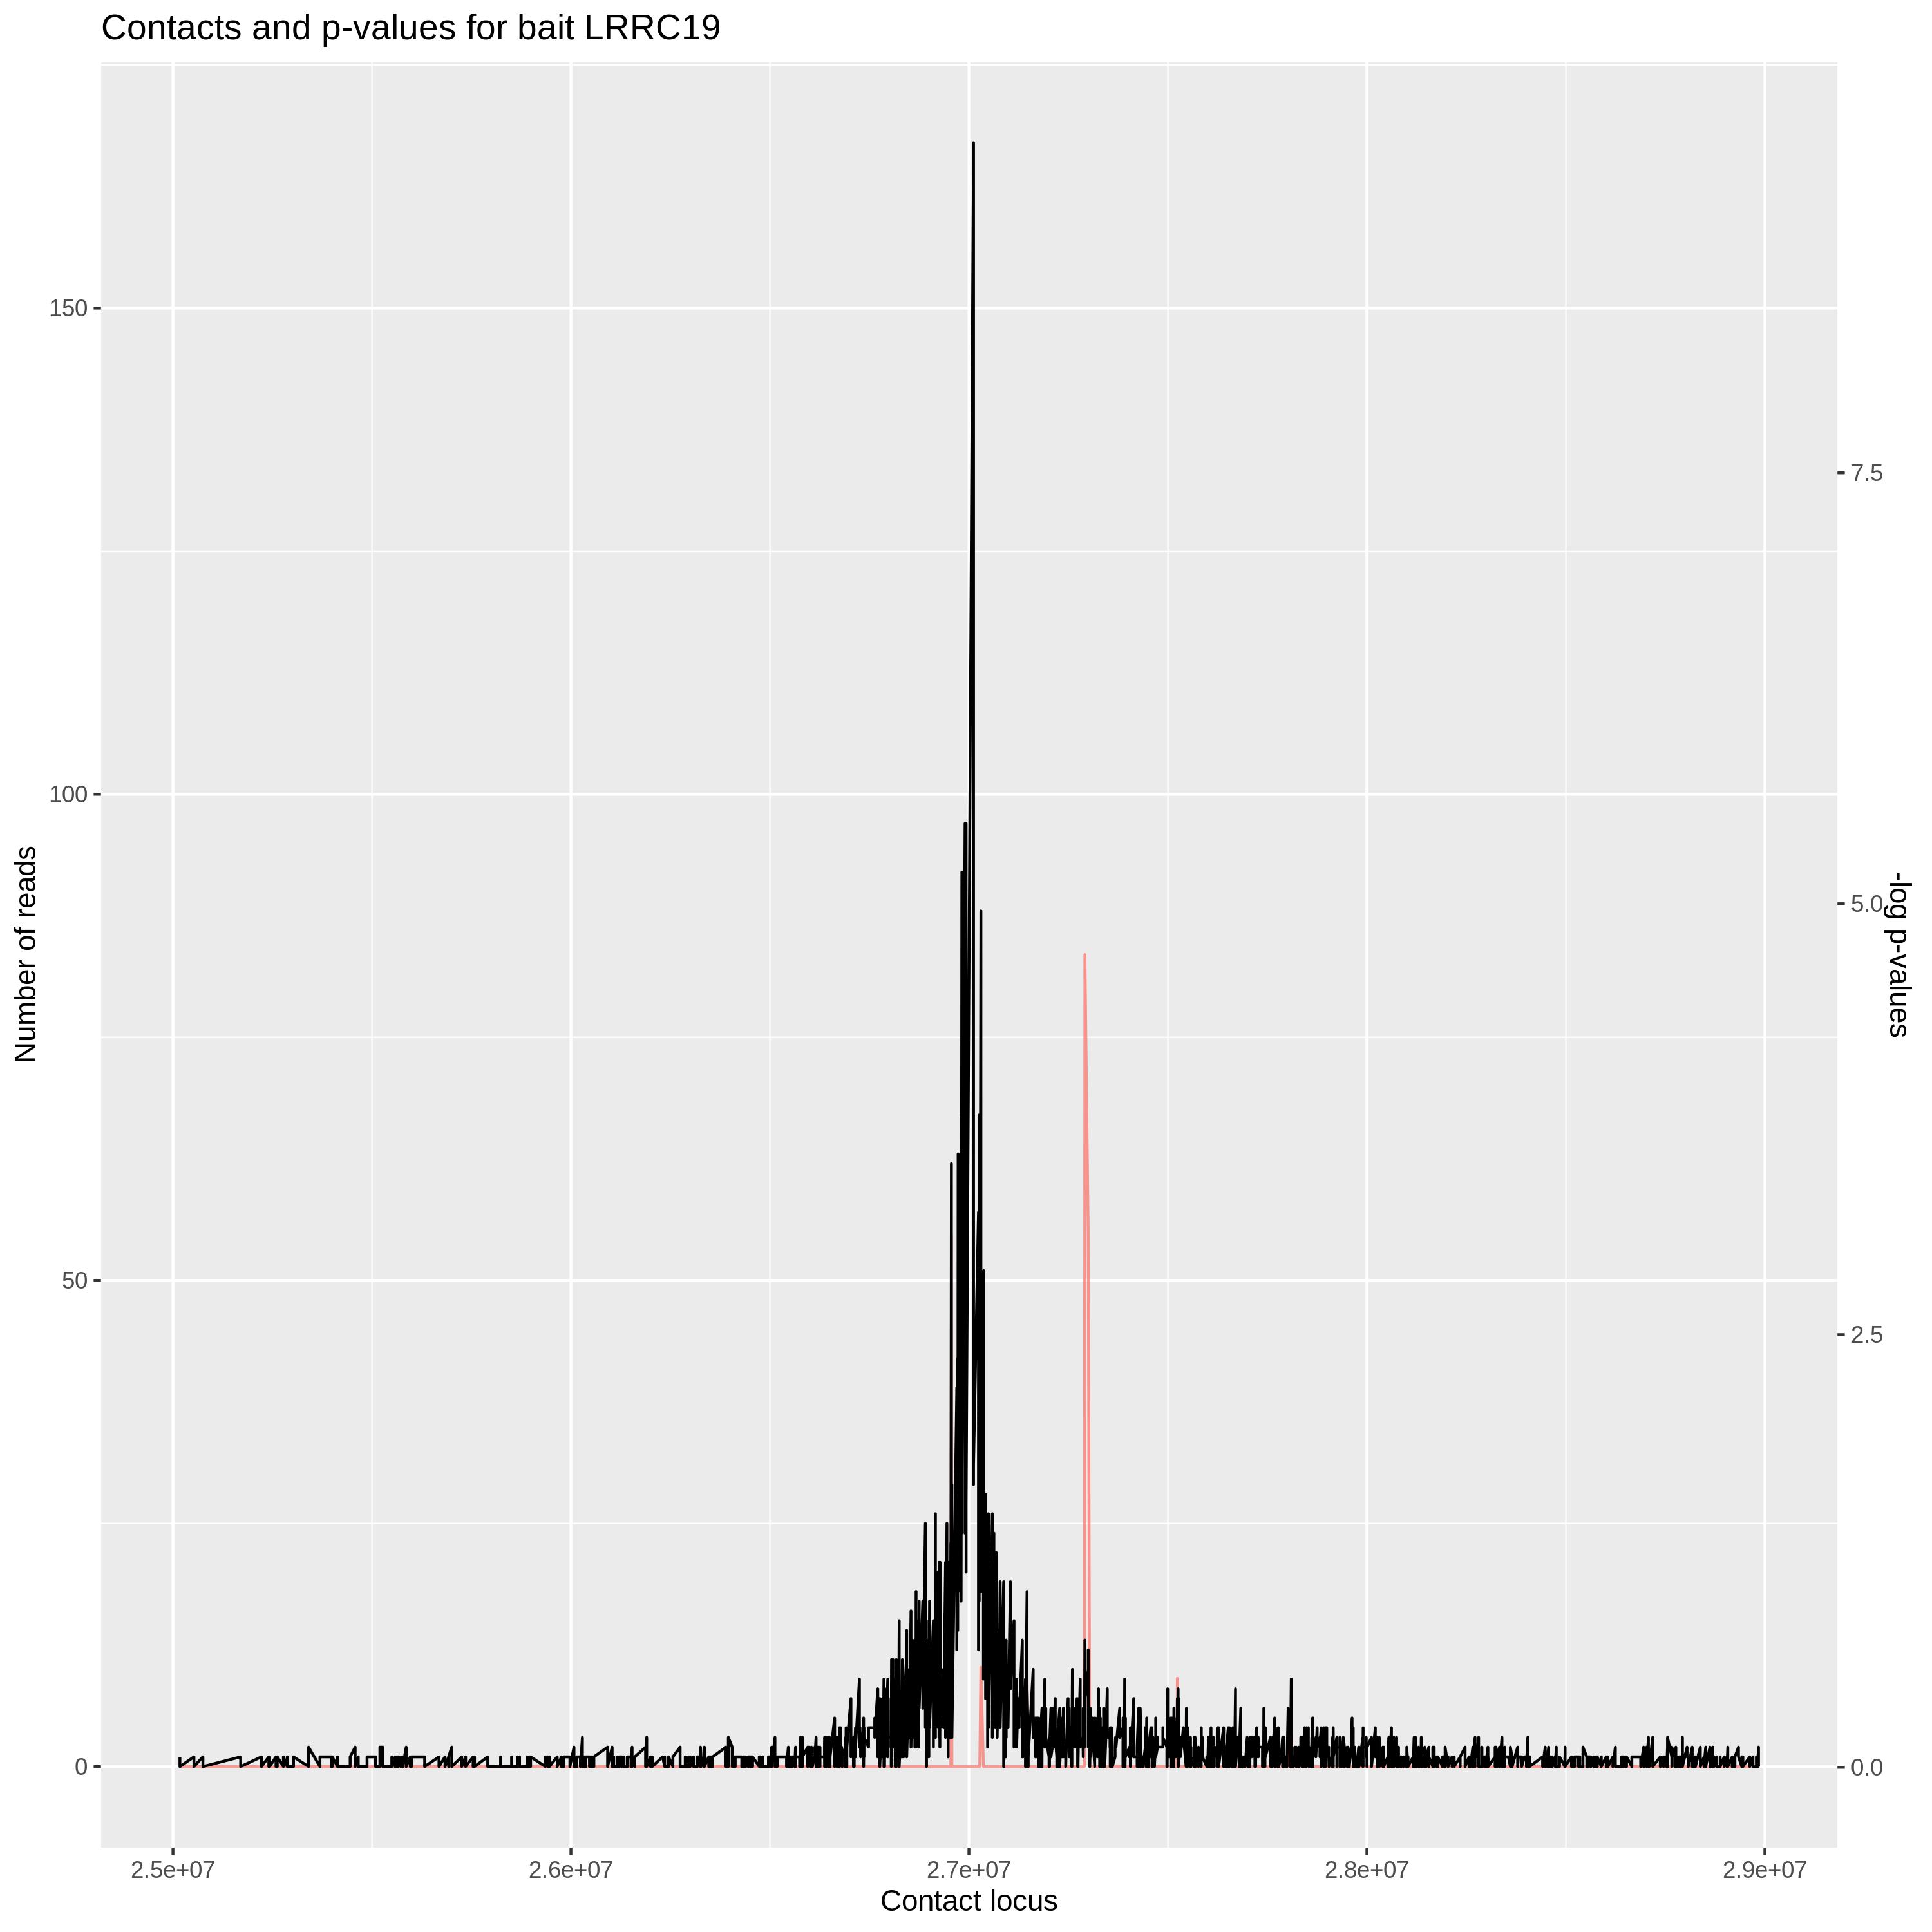 Contacts and p-values for bait LRRC19
150
100
50
0
Number of reads
7.5
5.0
2.5
0.0
-log p-values
2.5e+07
2.6e+07
2.7e+07
2.8e+07
2.9e+07
Contact locus